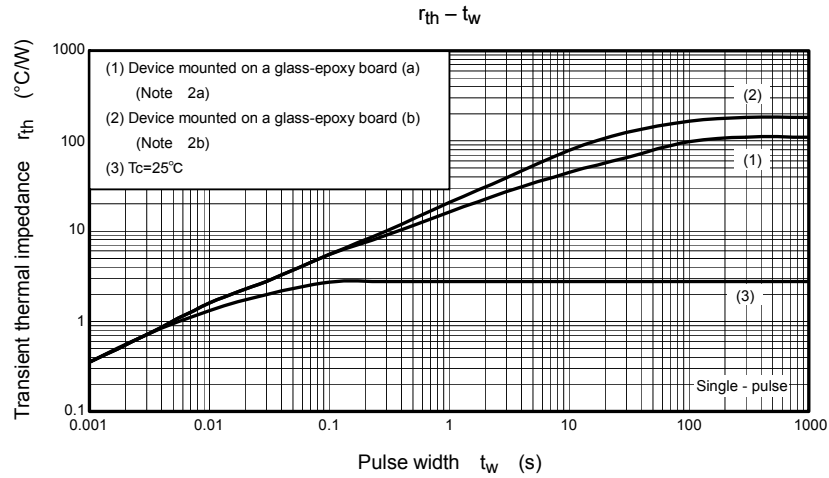 rth – tw
Transient thermal impedance rth (°C/W)
1000
100
10
1
0.1
(1) Device mounted on a glass-epoxy board (a)
(Note 2a)
(2) Device mounted on a glass-epoxy board (b)
(Note 2b)
(3) Tc=25°C
(2)
(1)
(3)
Single - pulse
0.001 0.01 0.1 1 10 100 1000
Pulse width tw (s)